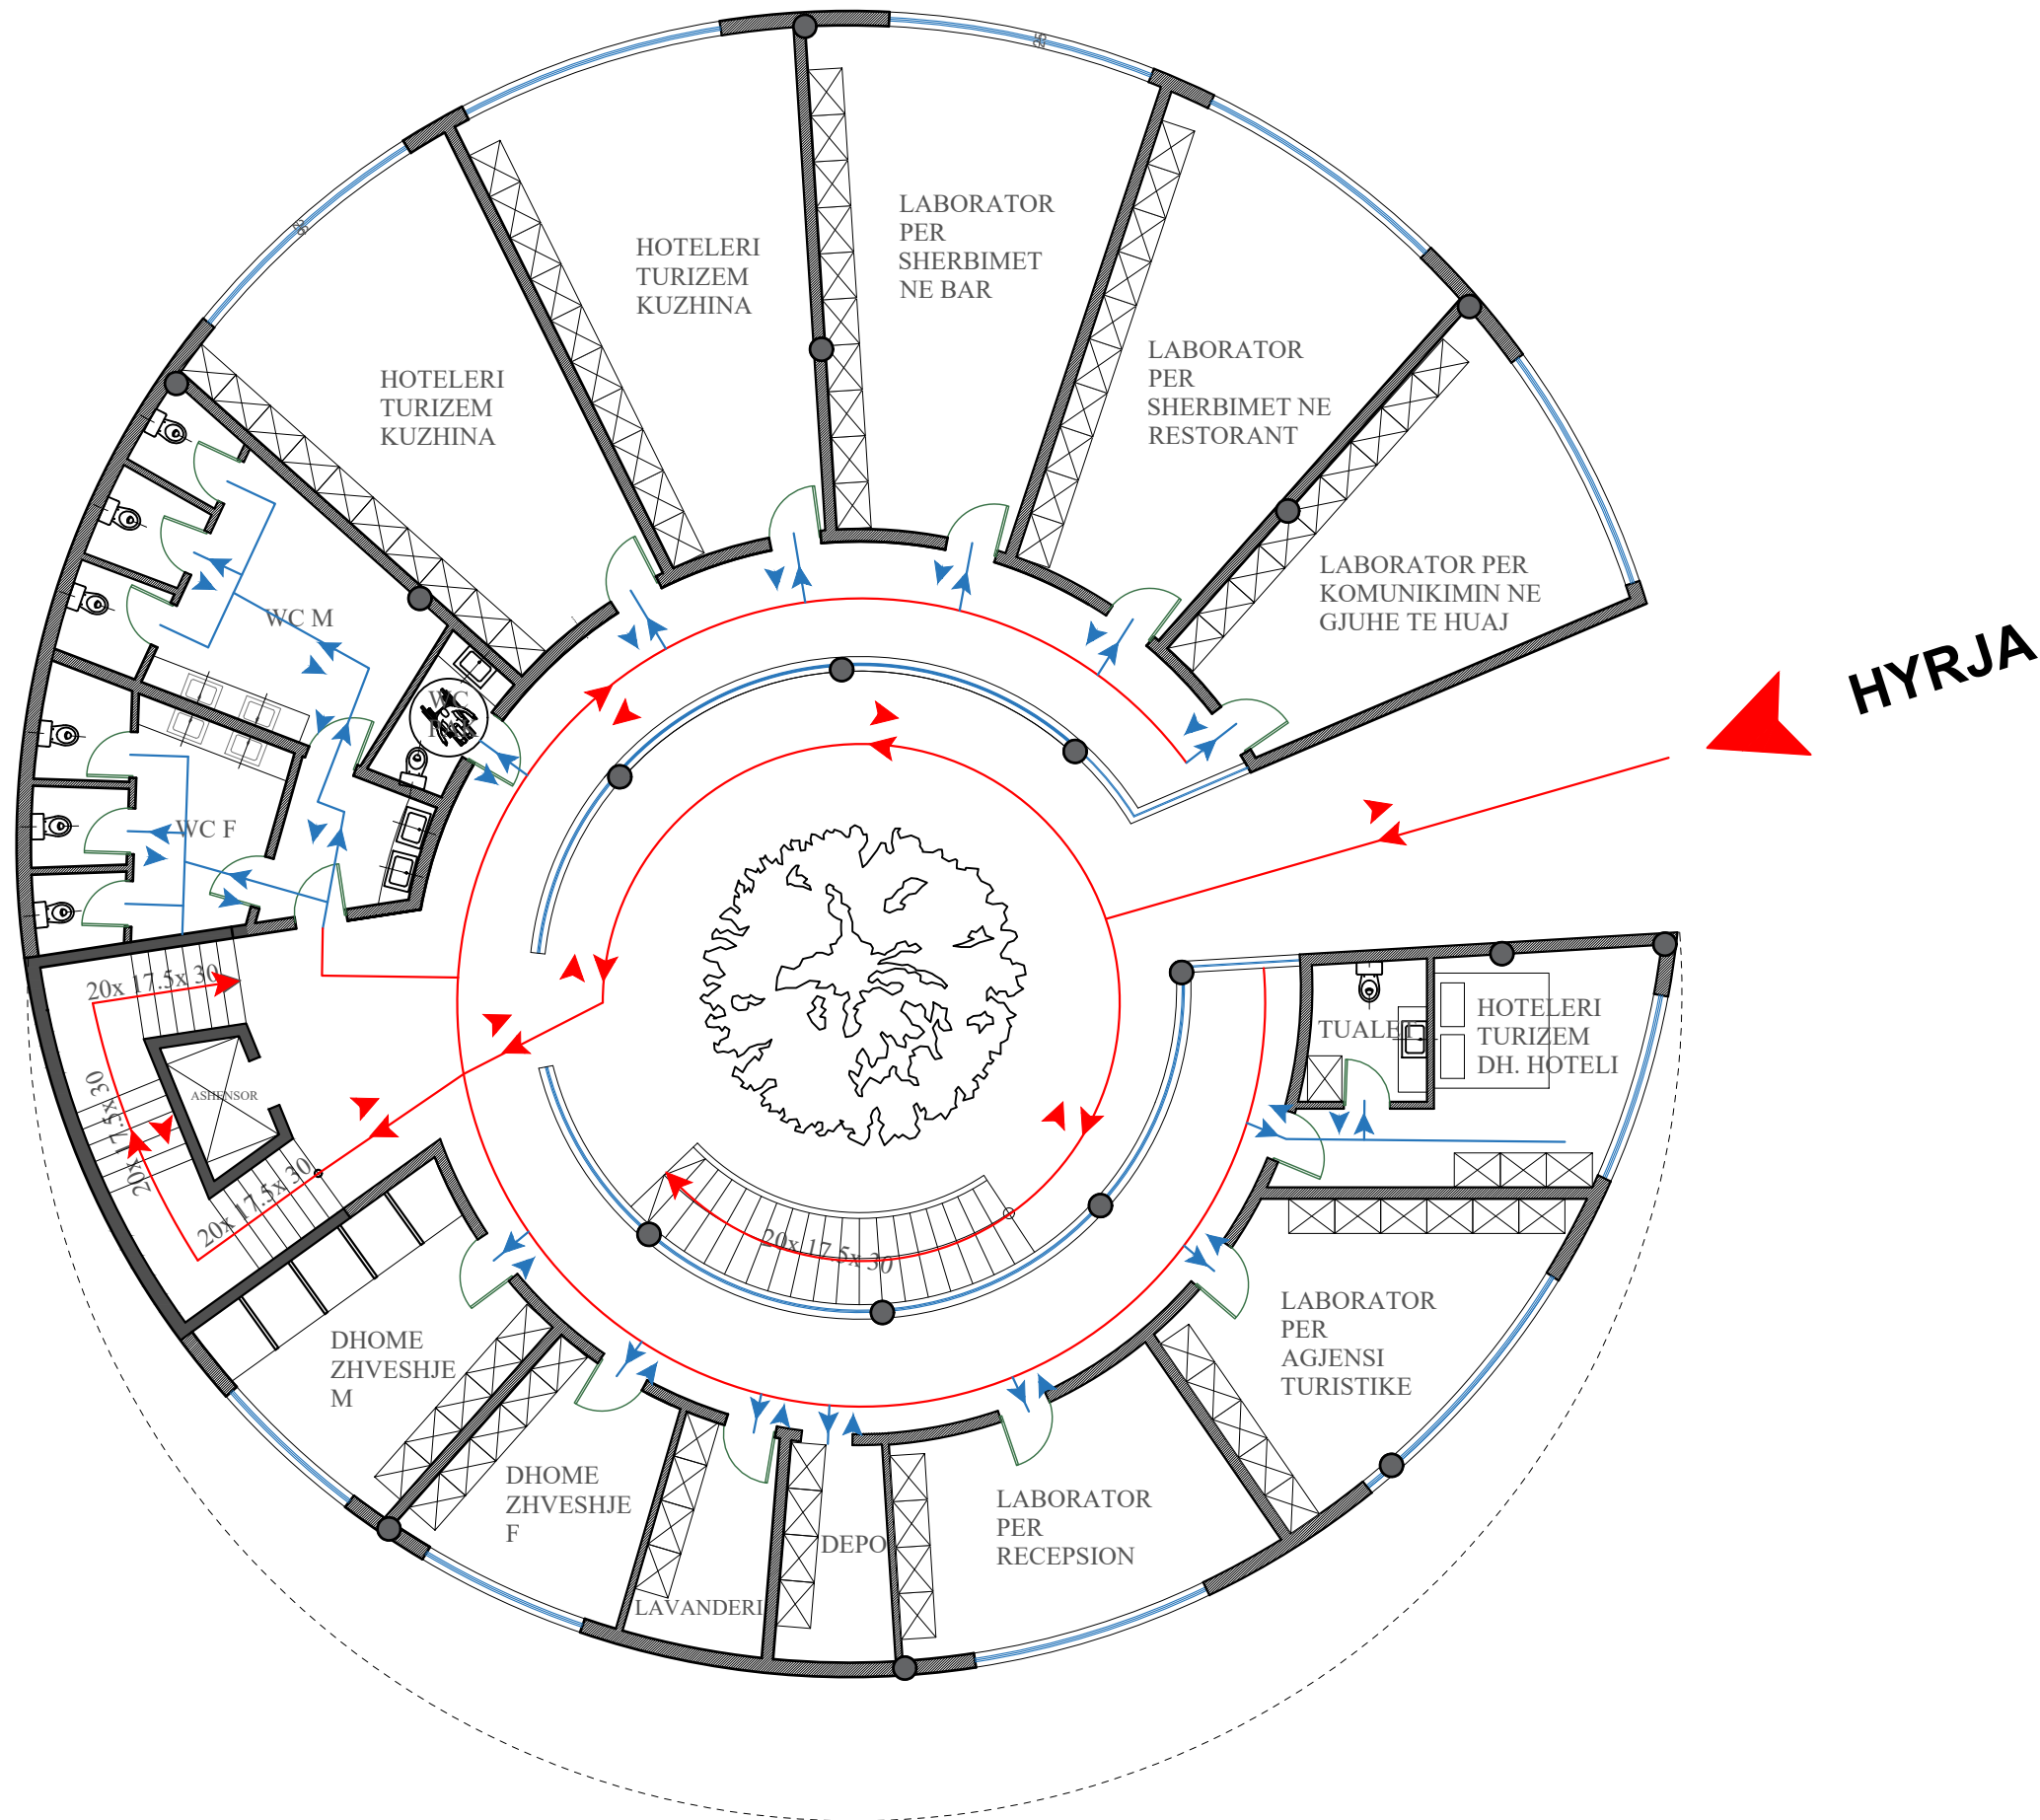 LABORATOR
PER
SHERBIMET
NE BAR
HOTELERI
TURIZEM
KUZHINA
LABORATOR
PER
SHERBIMET NE
RESTORANT
HOTELERI
TURIZEM
KUZHINA
LABORATOR PER
KOMUNIKIMIN NE
GJUHE TE HUAJ
HYRJA
WC M
WC
WC F
20x 17.5x 30
20x 17.5x 30
20x 17.5x 30
ASHENSOR
TUALET
HOTELERI
TURIZEM
DH. HOTELI
20x 17.5x 30
DHOME
ZHVESHJE
M
LABORATOR
PER
AGJENSI
TURISTIKE
DHOME
ZHVESHJE
F
LABORATOR
PER
RECEPSION
DEPO
LAVANDERI